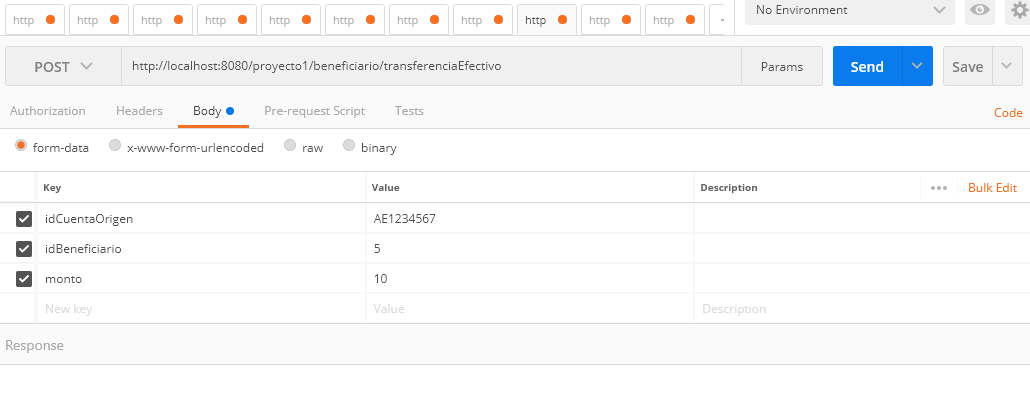 http http http http http http http http http http http No Environment
POST http://localhost:8080/proyecto1/beneficiario/transferenciaEfectivo Params Send Save
Authorization Headers Body Pre-request Script Tests Code
form-data x-www-form-urlencoded raw binary
Key Value Description ••• Bulk Edit
idCuentaOrigen AE1234567
idBeneficiario 5
monto 10
New key Value Description
Response